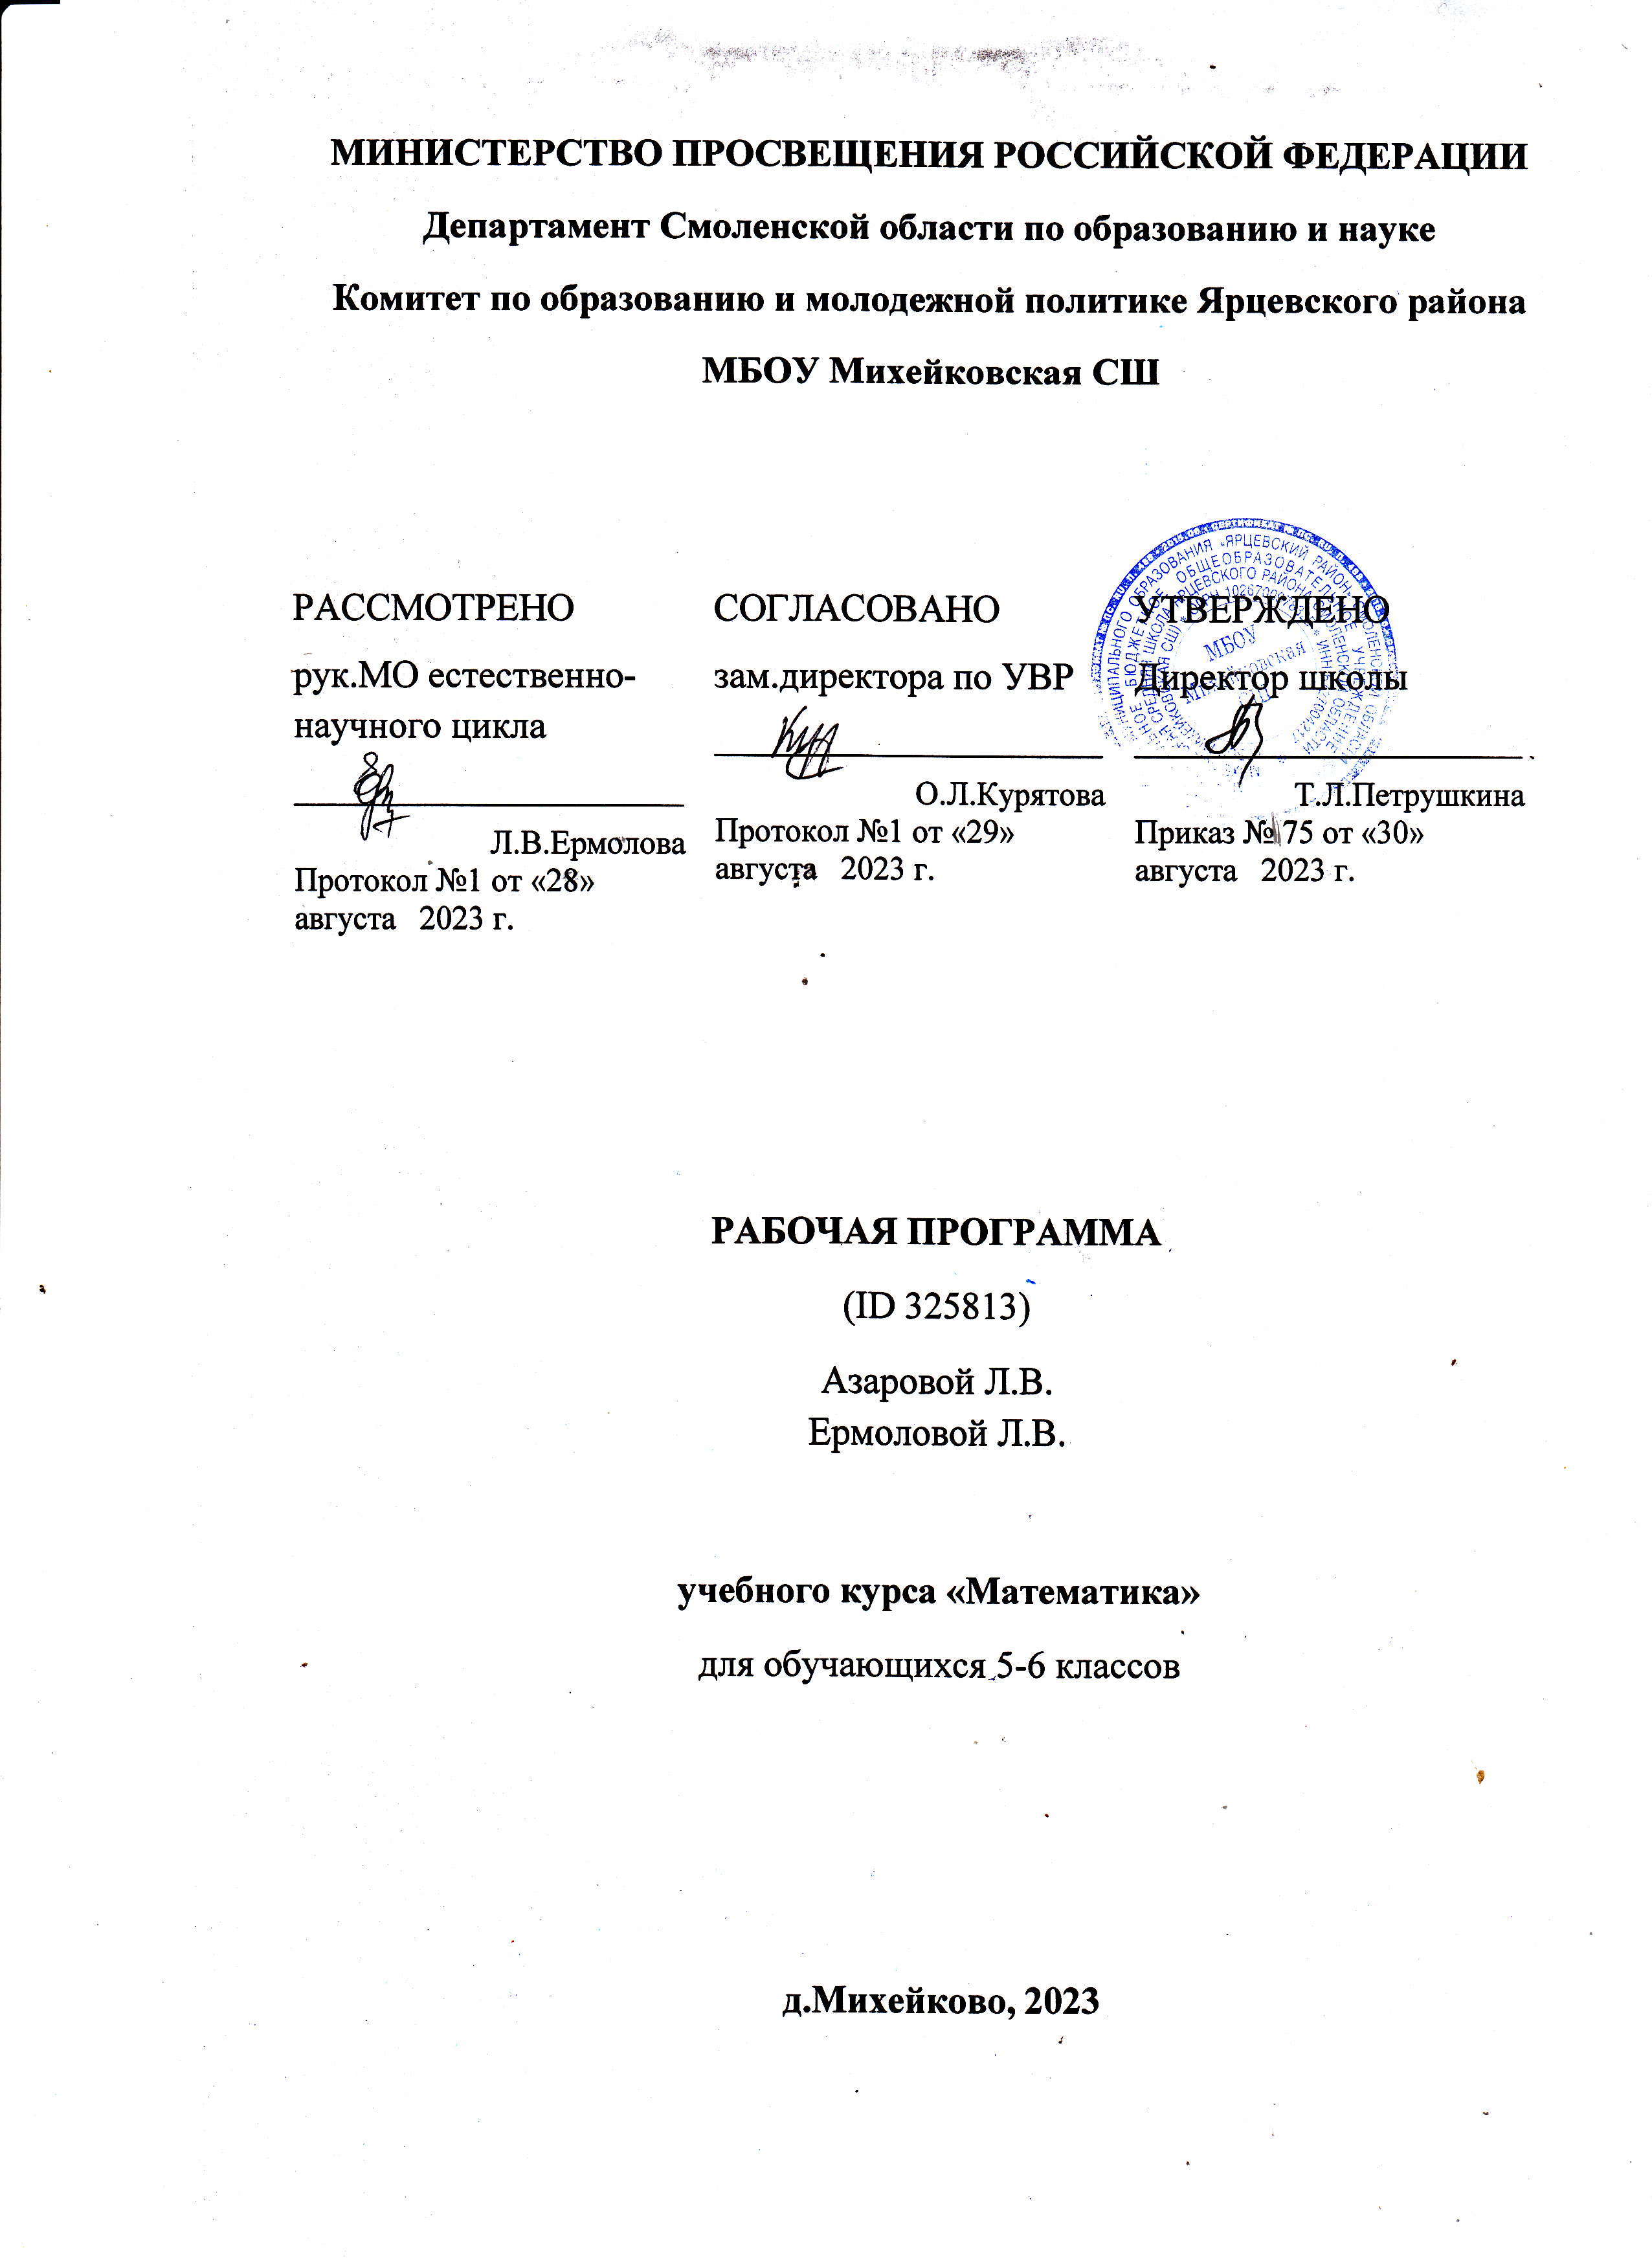 МИНИСТЕРСТВО ПРОСВЕЩЕНИЯ РОССИЙСКОЙ ФЕДЕРАЦИИ
Департамент Смоленской области по образованию и науке
Комитет по образованию и молодежной политике Ярцевского района
МБОУ Михейковская СШ
РАССМОТРЕНО
рук.МО естественно-
научного цикла
Л.В.Ермолова
Протокол №1 от «28»
августа 2023 г.
СОГЛАСОВАНО
зам.директора по УВР
О.Л.Курятова
Протокол №1 от «29»
августа 2023 г.
УТВЕРЖДЕНО
Директор школы
Т.Л.Петрушкина
Приказ № 75 от «30»
августа 2023 г.
МБОУ
РАБОЧАЯ ПРОГРАММА
(ID 325813)
Азаровой Л.В.
Ермоловой Л.В.
учебного курса «Математика»
для обучающихся 5-6 классов
д.Михейково, 2023